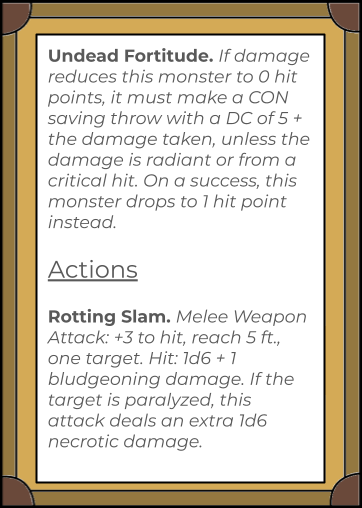 Undead Fortitude. If damage
reduces this monster to 0 hit
points, it must make a CON
saving throw with a DC of 5 +
the damage taken, unless the
damage is radiant or from a
critical hit. On a success, this
monster drops to 1 hit point
instead.
Actions
Rotting Slam. Melee Weapon
Attack: +3 to hit, reach 5 ft.,
one target. Hit: 1d6 + 1
bludgeoning damage. If the
target is paralyzed, this
attack deals an extra 1d6
necrotic damage.